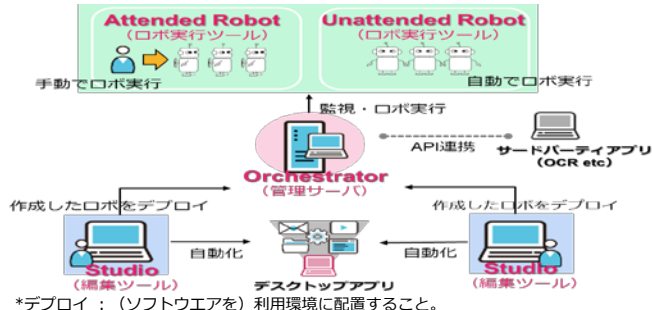 Attended Robot
(ロボ実行ツール)
Unattended Robot
(ロボ実行ツール)
手動でロボ実行
自動でロボ実行
監視・ロボ実行
API連携
サードパーティアプリ
(OCR etc)
Orchestrator
(管理サーバ)
作成したロボをデプロイ
作成したロボをデプロイ
自動化
自動化
Studio
(編集ツール)
デスクトップアプリ
Studio
(編集ツール)
*デプロイ :(ソフトウエアを)利用環境に配置すること。